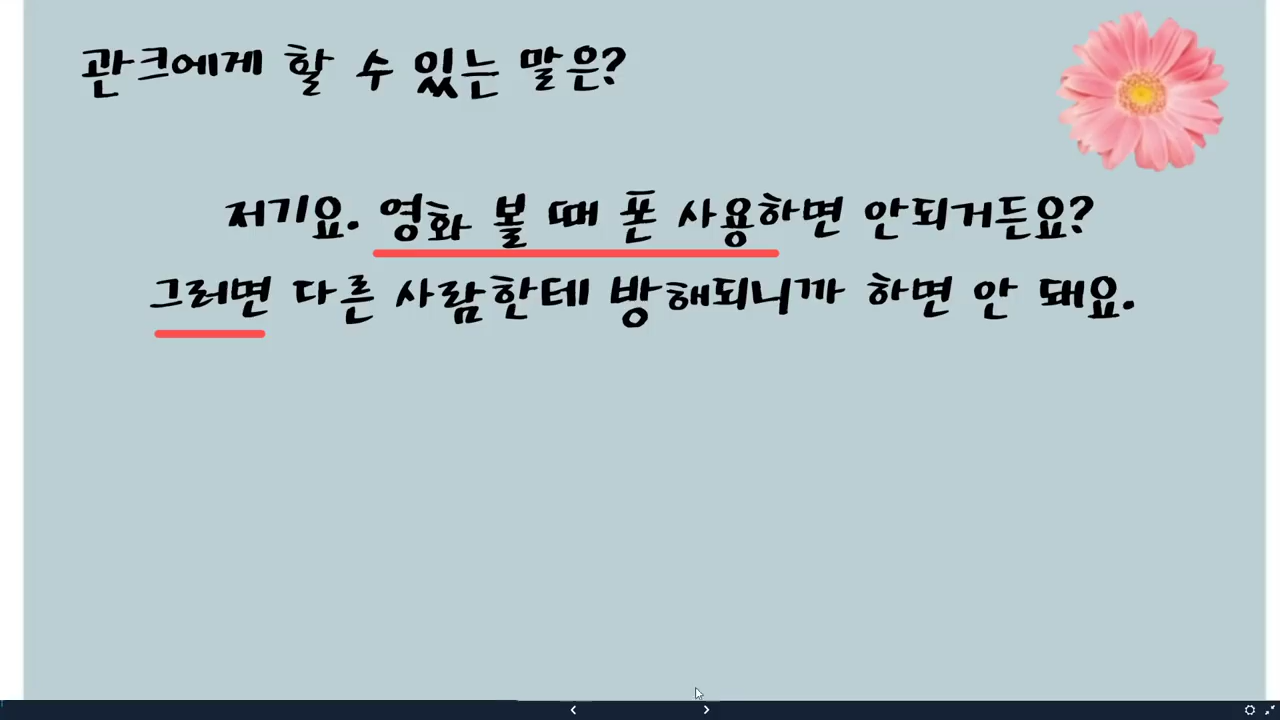 관크에게 할 수 있는 말은?
저기요. 영화 볼 때 폰 사용하면 안되거든요?
그러면 다른 사람한테 방해되니까 하면 안 돼요.